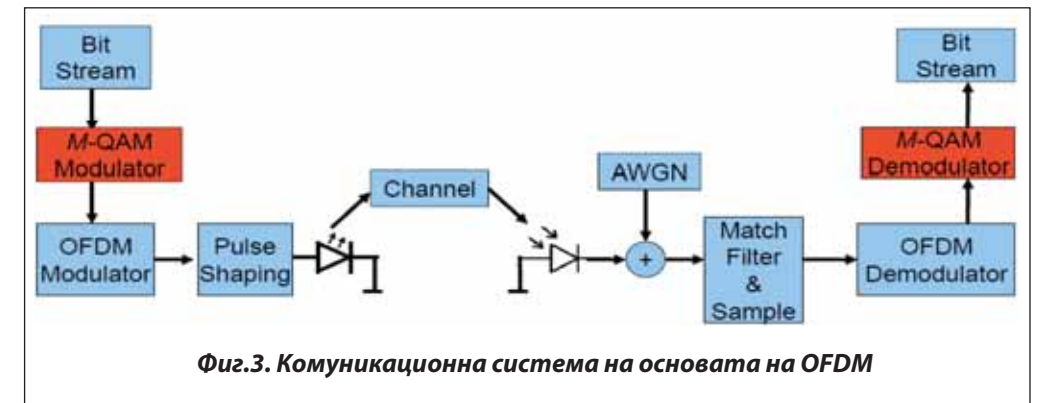 Bit
Stream
M-QAM
Modulator
OFDM
Modulator
Pulse
Shaping
Channel
AWGN
+
Match
Filter
&
Sample
OFDM
Demodulator
M-QAM
Demodulator
Bit
Stream
Фиг.3. Комуникационна система на основата на OFDM